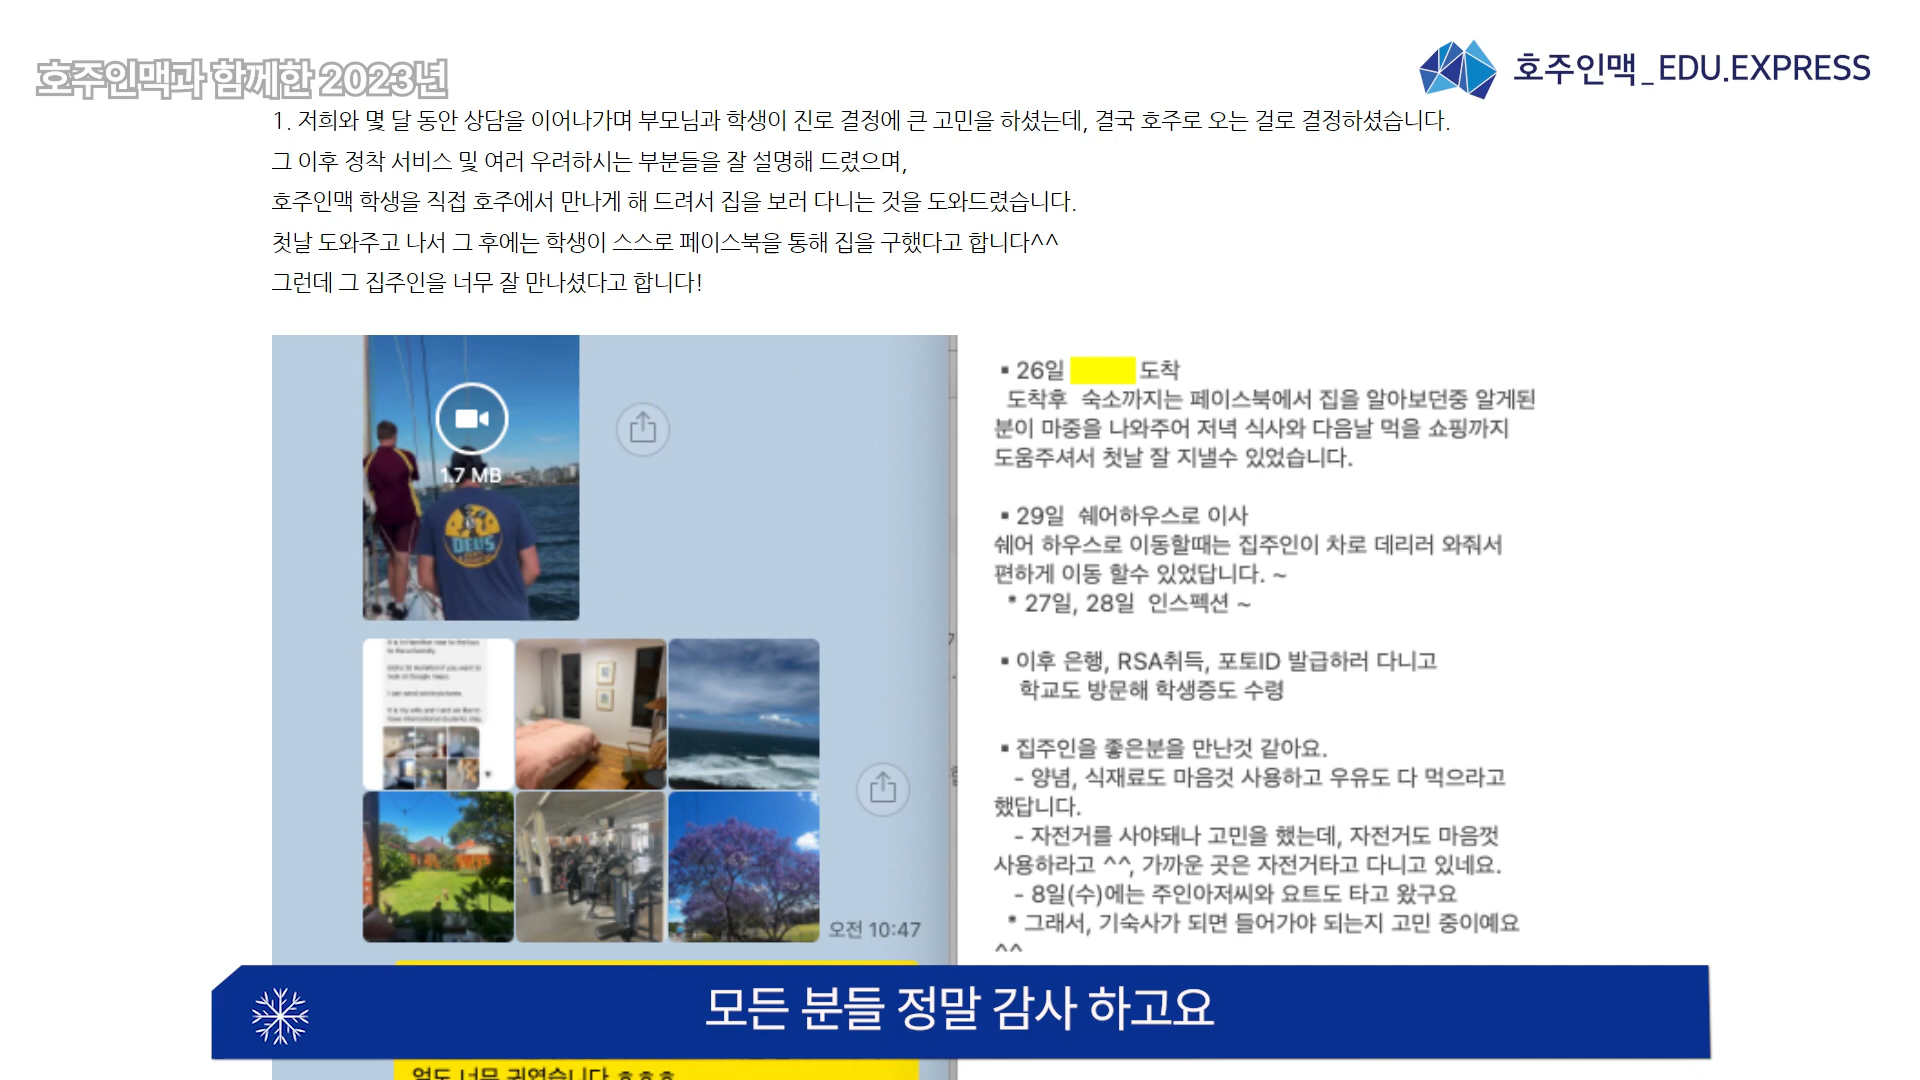 호주인맥과 함께한 2023년
호주인맥_EDU.EXPRESS
1. 저희와 몇 달 동안 상담을 이어나가며 부모님과 학생이 진로 결정에 큰 고민을 하셨는데, 결국 호주로 오는 걸로 결정하셨습니다.
그 이후 정착 서비스 및 여러 우려하시는 부분들을 잘 설명해 드렸으며,
호주인맥 학생을 직접 호주에서 만나게 해 드려서 집을 보러 다니는 것을 도와드렸습니다.
첫날 도와주고 나서 그 후에는 학생이 스스로 페이스북을 통해 집을 구했다고 합니다^^
그런데 그 집주인을 너무 잘 만나셨다고 합니다!
1.7 MB
DEUS
오전 10:47
▪ 26일 도착
도착후 숙소까지는 페이스북에서 집을 알아보던중 알게된
분이 마중을 나와주어 저녁 식사와 다음날 먹을 쇼핑까지
도움주셔서 첫날 잘 지낼수 있었습니다.
▪ 29일 쉐어하우스로 이사
쉐어 하우스로 이동할때는 집주인이 차로 데리러 와줘서
편하게 이동 할수 있었답니다. ~
* 27일, 28일 인스펙션 ~
▪ 이후 은행, RSA취득, 포토ID 발급하러 다니고
학교도 방문해 학생증도 수령
▪ 집주인을 좋은분을 만난것 같아요.
- 양념, 식재료도 마음것 사용하고 우유도 다 먹으라고
했답니다.
- 자전거를 사야돼나 고민을 했는데, 자전거도 마음껏
사용하라고 ^^, 가까운 곳은 자전거타고 다니고 있네요.
- 8일(수)에는 주인아저씨와 요트도 타고 왔구요
* 그래서, 기숙사가 되면 들어가야 되는지 고민 중이예요
^^
모든 분들 정말 감사 하고요
너무 귀엽습니다 ㅎㅎㅎ